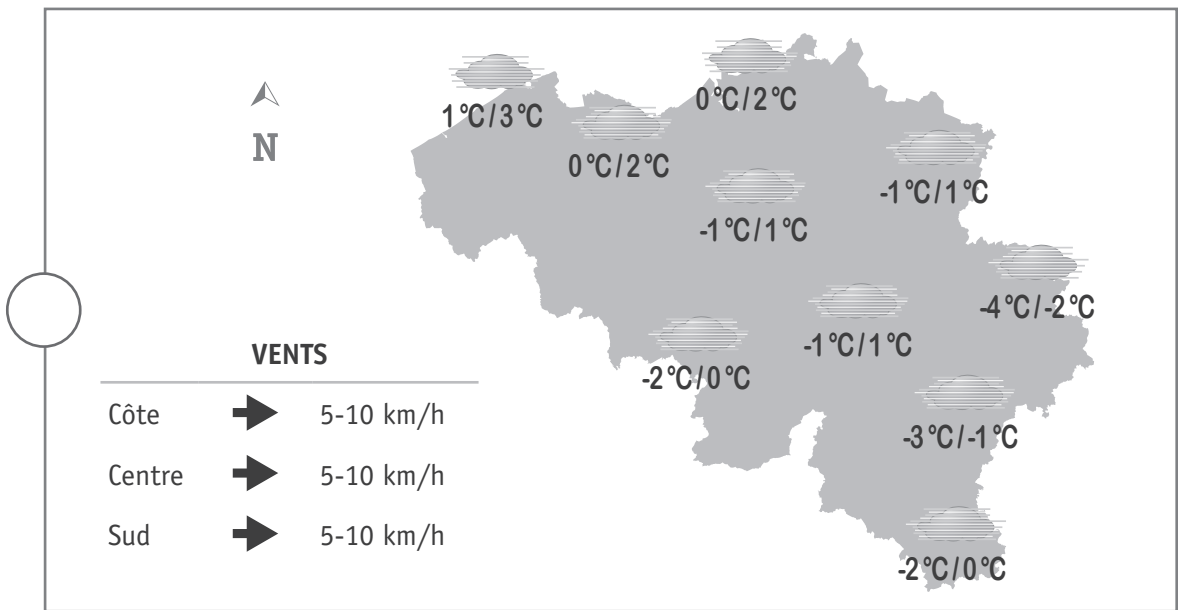 0 °C/2 °C
1 °C/3 °C
N
0 °C/2 °C
-1 °C/1 °C
-1 °C/1 °C
-4 °C/-2 °C
-1 °C/1 °C
VENTS
-2 °C/0 °C
Côte 5-10 km/h
-3 °C/-1 °C
Centre 5-10 km/h
Sud 5-10 km/h
-2 °C/0 °C